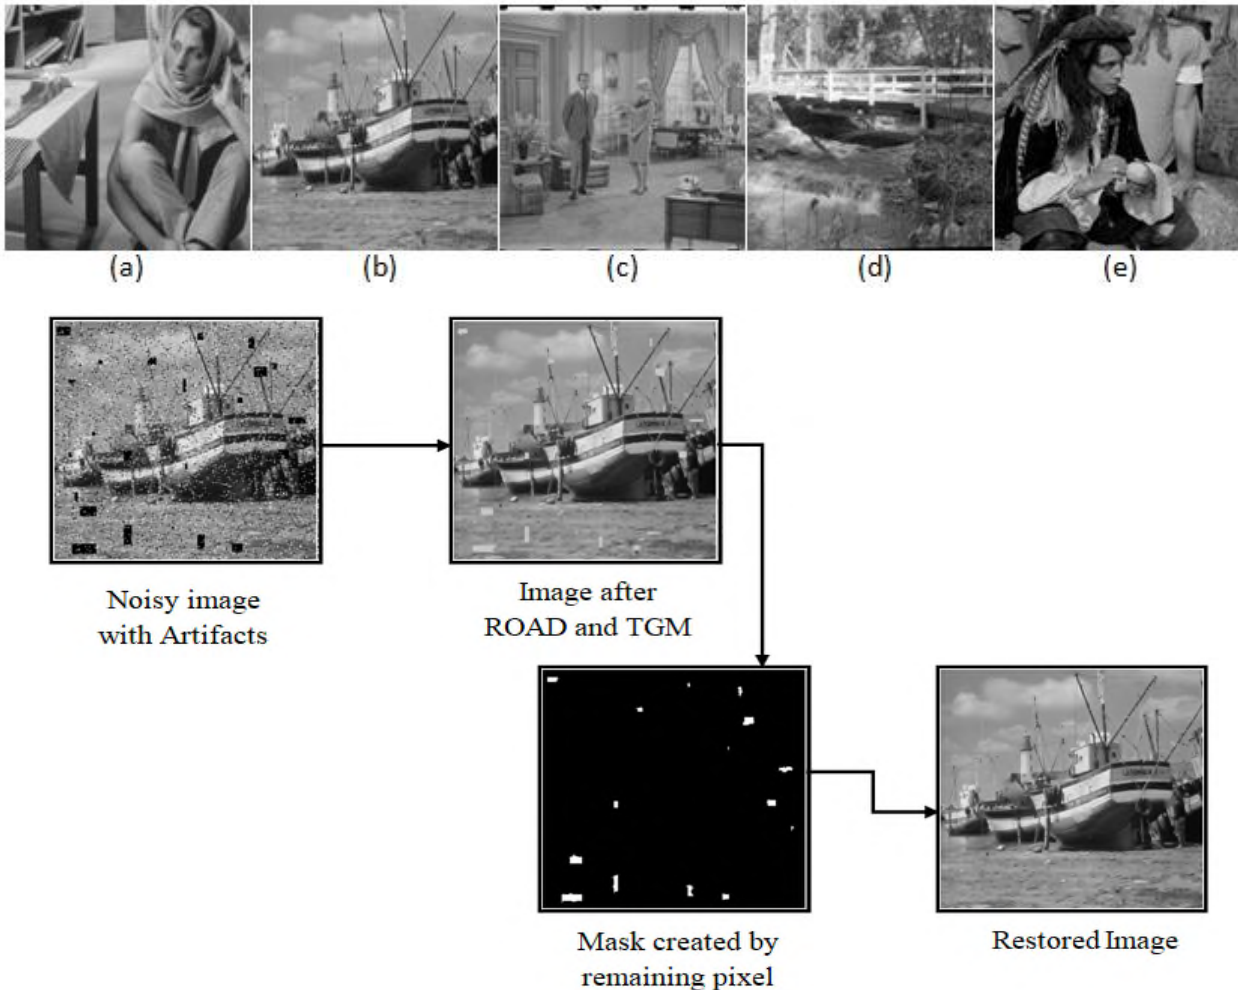 (a)
(b)
(c)
(d)
(e)
Noisy image
with Artifacts
Image after
ROAD and TGM
Mask created by
remaining pixel
Restored Image